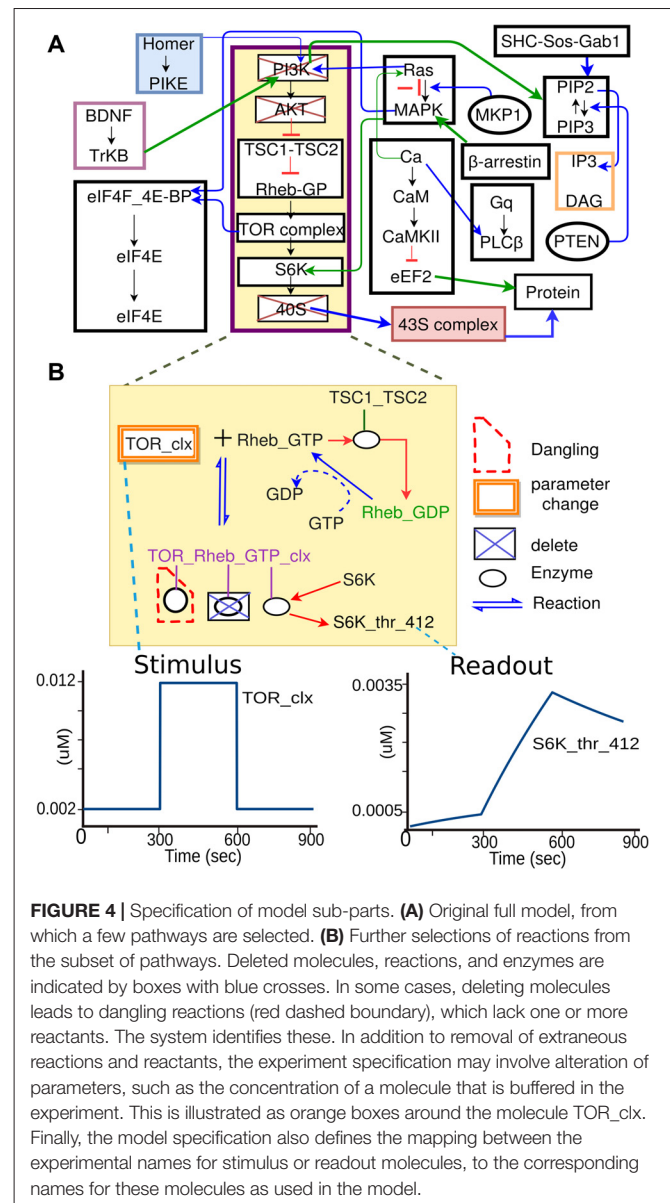 A
Homer
PIKE
BDNF
TrKB
eIF4F_4E-BP
eIF4E
eIF4E
PI3K
AKT
TSC1-TSC2
Rheb-GP
TOR complex
S6K
40S
Ras
MAPK
MKP1
β-arrestin
Ca
CaM
CaMKII
eEF2
Gq
PLCβ
SHC-Sos-Gab1
PIP2
PIP3
IP3
DAG
PTEN
Protein
43S complex
B
TSC1_TSC2
TOR_clx
+ Rheb_GTP
GDP
GTP
Rheb_GDP
TOR_Rheb_GTP_clx
S6K
S6K_thr_412
Dangling
parameter
change
delete
Enzyme
Reaction
Stimulus
0.012
TOR_clx
(uM)
0.002
0 300 600 900
Time (sec)
Readout
0.0035
S6K_thr_412
(uM)
0.0005
0 300 600 900
Time (sec)
FIGURE 4 | Specification of model sub-parts. (A) Original full model, from
which a few pathways are selected. (B) Further selections of reactions from
the subset of pathways. Deleted molecules, reactions, and enzymes are
indicated by boxes with blue crosses. In some cases, deleting molecules
leads to dangling reactions (red dashed boundary), which lack one or more
reactants. The system identifies these. In addition to removal of extraneous
reactions and reactants, the experiment specification may involve alteration of
parameters, such as the concentration of a molecule that is buffered in the
experiment. This is illustrated as orange boxes around the molecule TOR_clx.
Finally, the model specification also defines the mapping between the
experimental names for stimulus or readout molecules, to the corresponding
names for these molecules as used in the model.